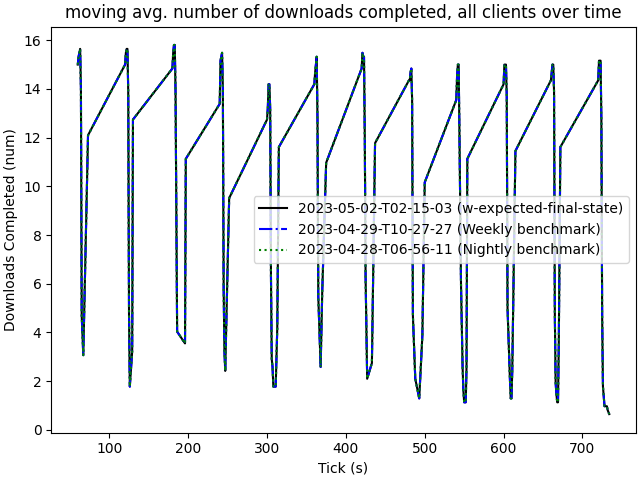 moving avg. number of downloads completed, all clients over time
Downloads Completed (num)
16
14
12
10
8
6
4
2
0
2023-05-02-T02-15-03 (w-expected-final-state)
2023-04-29-T10-27-27 (Weekly benchmark)
2023-04-28-T06-56-11 (Nightly benchmark)
100 200 300 400 500 600 700
Tick (s)